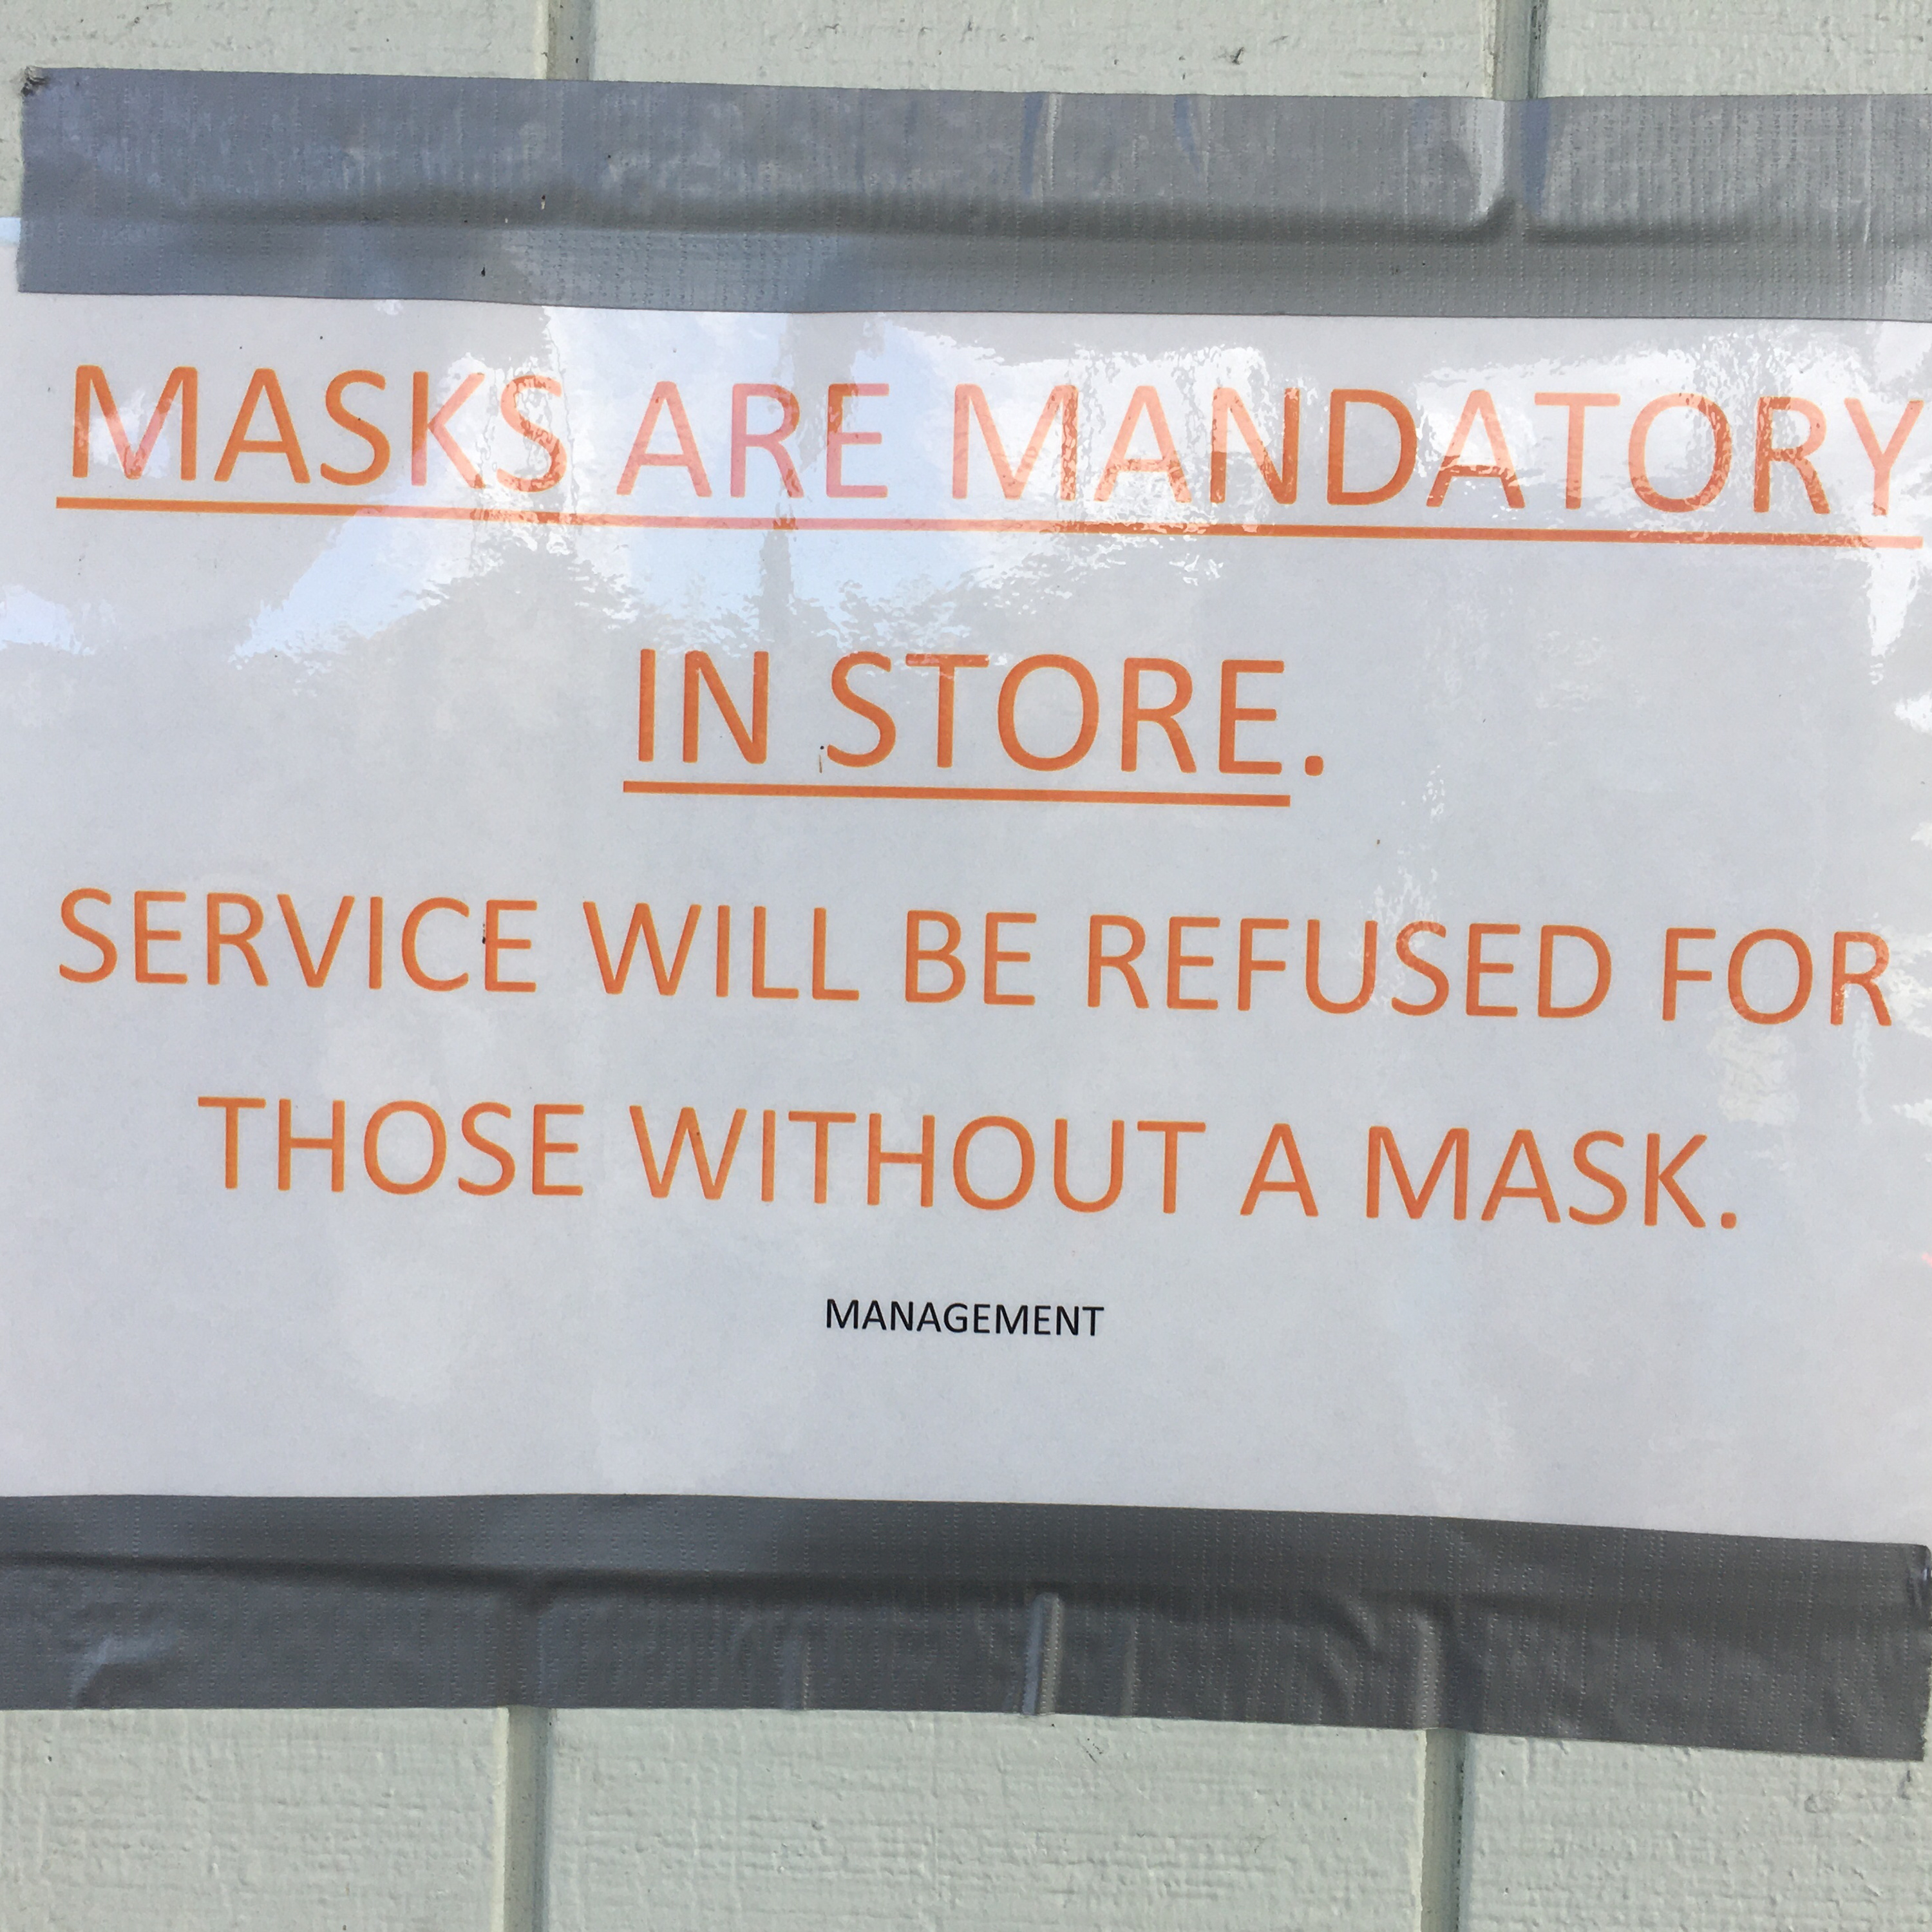 MASKS ARE MANDATORY
IN STORE.
SERVICE WILL BE REFUSED FOR
THOSE WITHOUT A MASK.
MANAGEMENT